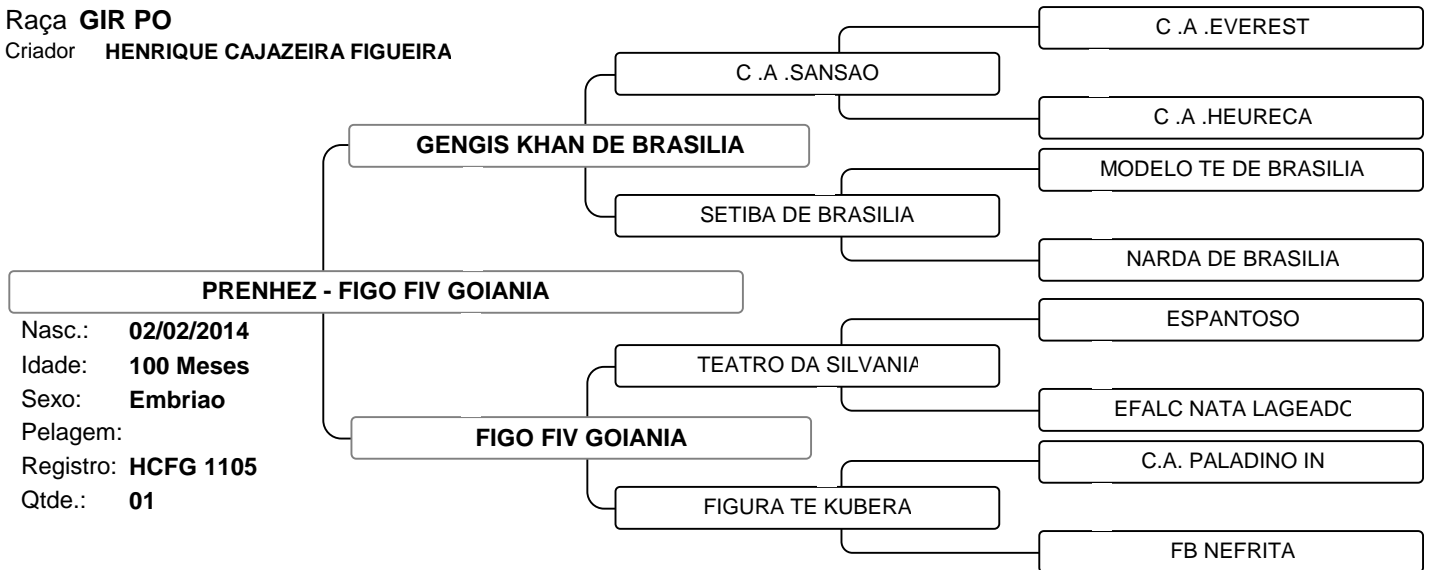 Raça GIR PO
Criador HENRIQUE CAJAZEIRA FIGUEIRA
C .A .EVEREST
C .A .SANSAO
C .A .HEURECA
GENGIS KHAN DE BRASILIA
MODELO TE DE BRASILIA
SETIBA DE BRASILIA
NARDA DE BRASILIA
PRENHEZ - FIGO FIV GOIANIA
Nasc.: 02/02/2014
Idade: 100 Meses
Sexo: Embriao
Pelagem:
Registro: HCFG 1105
Qtde.: 01
ESPANTOSO
TEATRO DA SILVANIA
EFALC NATA LAGEADO
FIGO FIV GOIANIA
C.A. PALADINO IN
FIGURA TE KUBERA
FB NEFRITA